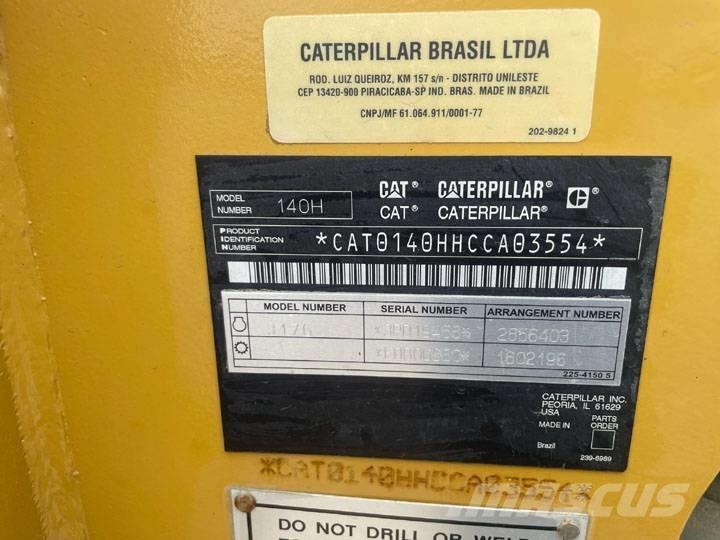 CATERPILLAR BRASIL LTDA
ROD. LUIZ QUEIROZ, KM 157 s/n - DISTRITO UNILESTE
CEP 13420-900 PIRACICABA-SP IND. BRAS. MADE IN BRAZIL
CNPJ/MF 61.064.911/0001-77
202-9824 1
MODEL NUMBER 140H
CAT® CATERPILLAR®
CAT® CATERPILLAR®
PRODUCT IDENTIFICATION NUMBER *CAT0140HHCCA03554*
MODEL NUMBER SERIAL NUMBER ARRANGEMENT NUMBER
3176 2856403
1602196
225-4150 5
CATERPILLAR INC.
PEORIA, IL 61629
USA
MADE IN PARTS ORDER
Brazil
239-6989
*CAT0140HHCCA03554*
DO NOT DRILL OR WELD
MASCUS